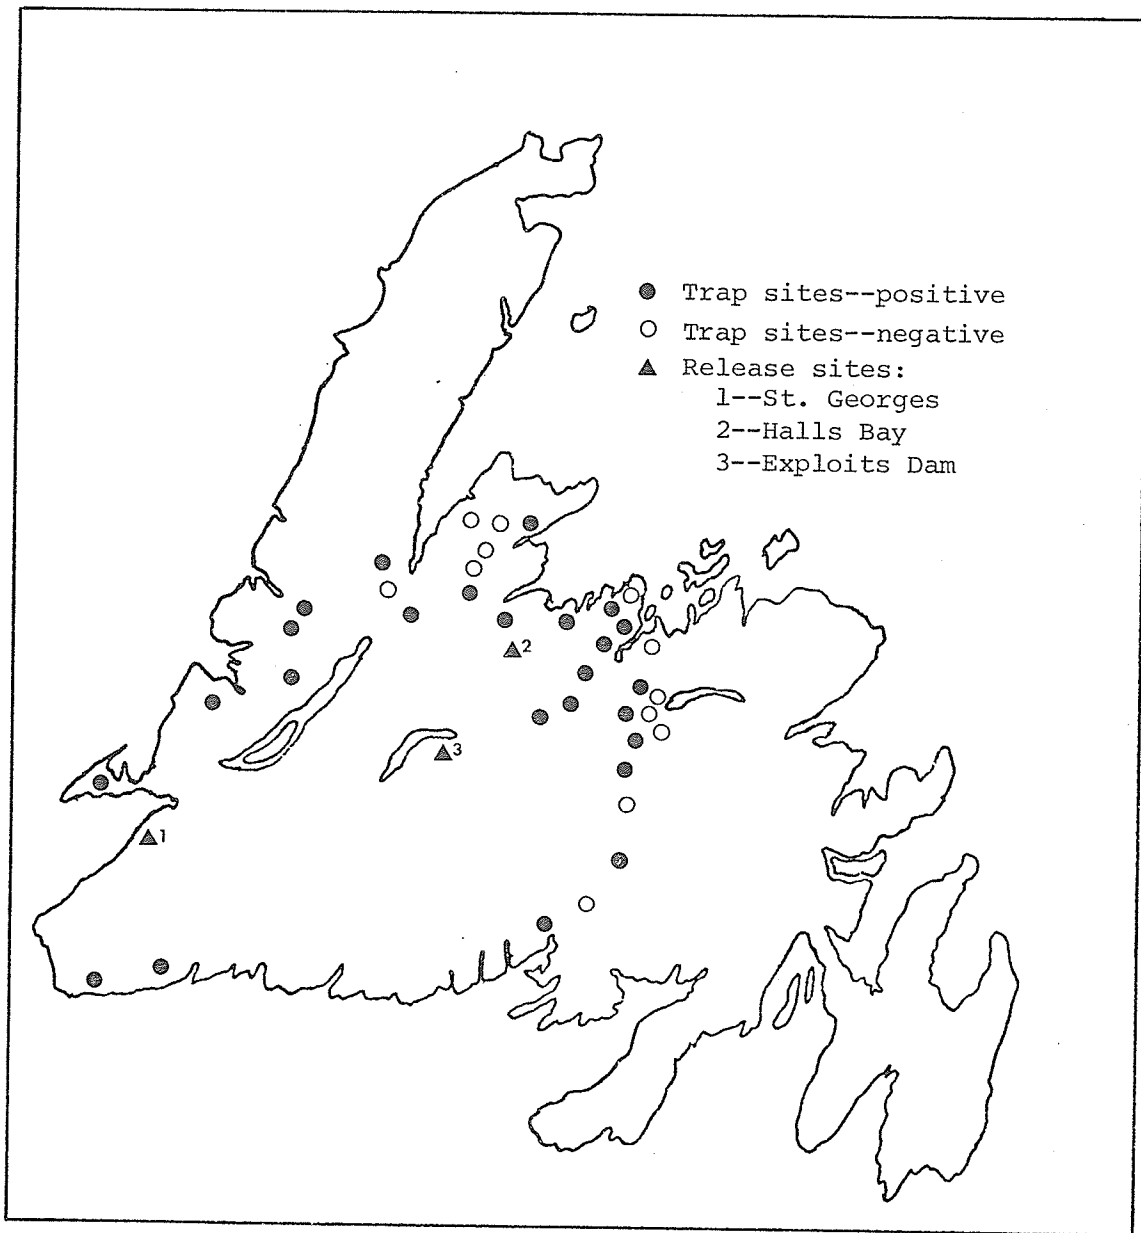 Trap sites--positive
Trap sites--negative
Release sites:
1--St. Georges
2--Halls Bay
3--Exploits Dam
2
3
1